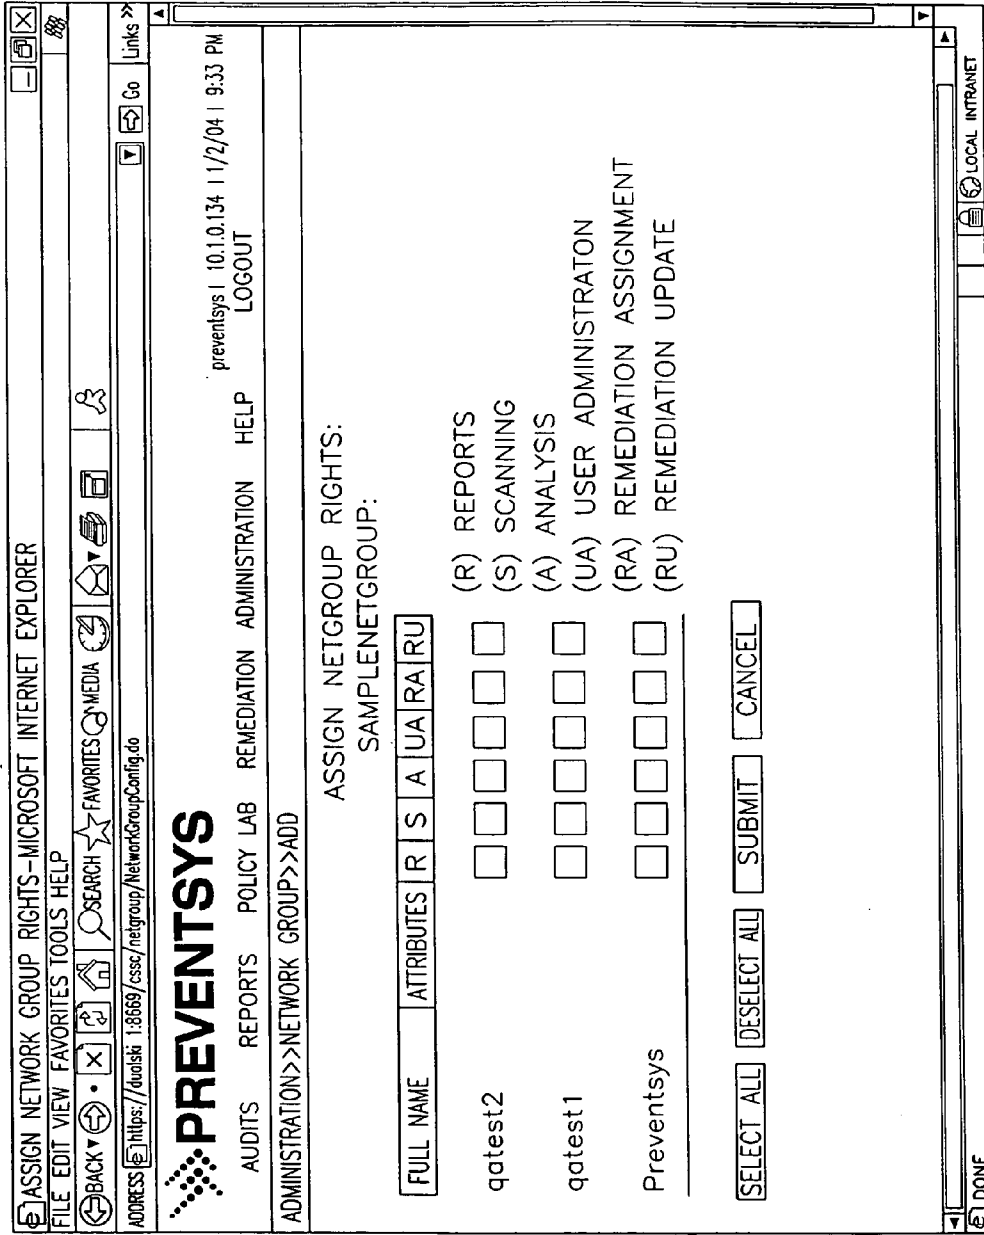 ASSIGN NETWORK GROUP RIGHTS-MICROSOFT INTERNET EXPLORER
FILE EDIT VIEW FAVORITES TOOLS HELP
BACK SEARCH FAVORITES MEDIA
ADDRESS https://dualski 1:8669/cssc/netgroup/NetworkGroupConfig.do Go Links »
PREVENTSYS
preventsys | 10.1.0.134 | 11/2/04 | 9:33 PM
AUDITS REPORTS POLICY LAB REMEDIATION ADMINISTRATION HELP LOGOUT
ADMINISTRATION>>NETWORK GROUP>>ADD
ASSIGN NETGROUP RIGHTS:
SAMPLENETGROUP:
FULL NAME ATTRIBUTES R S A UA RA RU
qatest2
qatest1
Preventsys
(R) REPORTS
(S) SCANNING
(A) ANALYSIS
(UA) USER ADMINISTRATON
(RA) REMEDIATION ASSIGNMENT
(RU) REMEDIATION UPDATE
SELECT ALL DESELECT ALL SUBMIT CANCEL
DONE LOCAL INTRANET